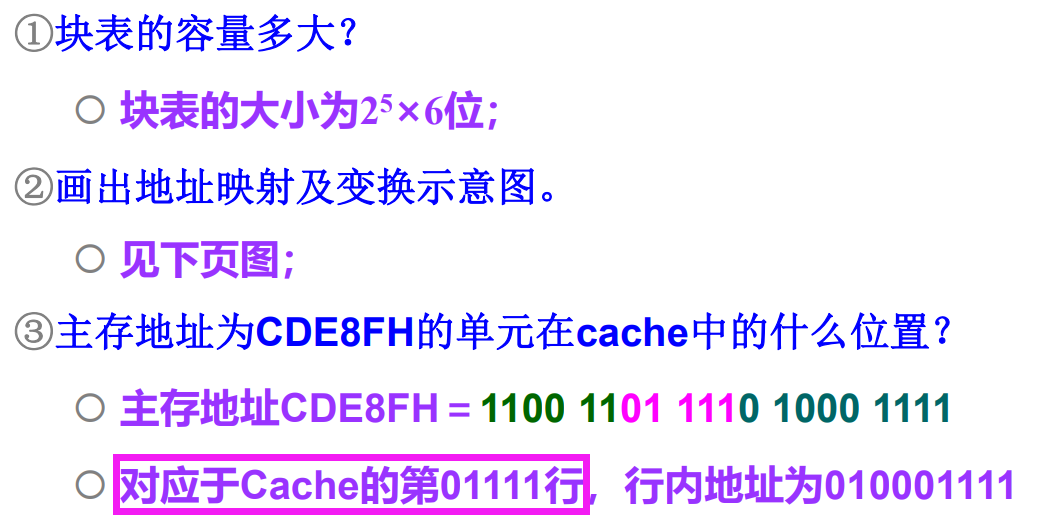 ①块表的容量多大？
○ 块表的大小为2⁵×6位；
②画出地址映射及变换示意图。
○ 见下页图；
③主存地址为CDE8FH的单元在cache中的什么位置？
○ 主存地址CDE8FH = 1100 1101 1110 1000 1111
○ 对应于Cache的第01111行，行内地址为010001111